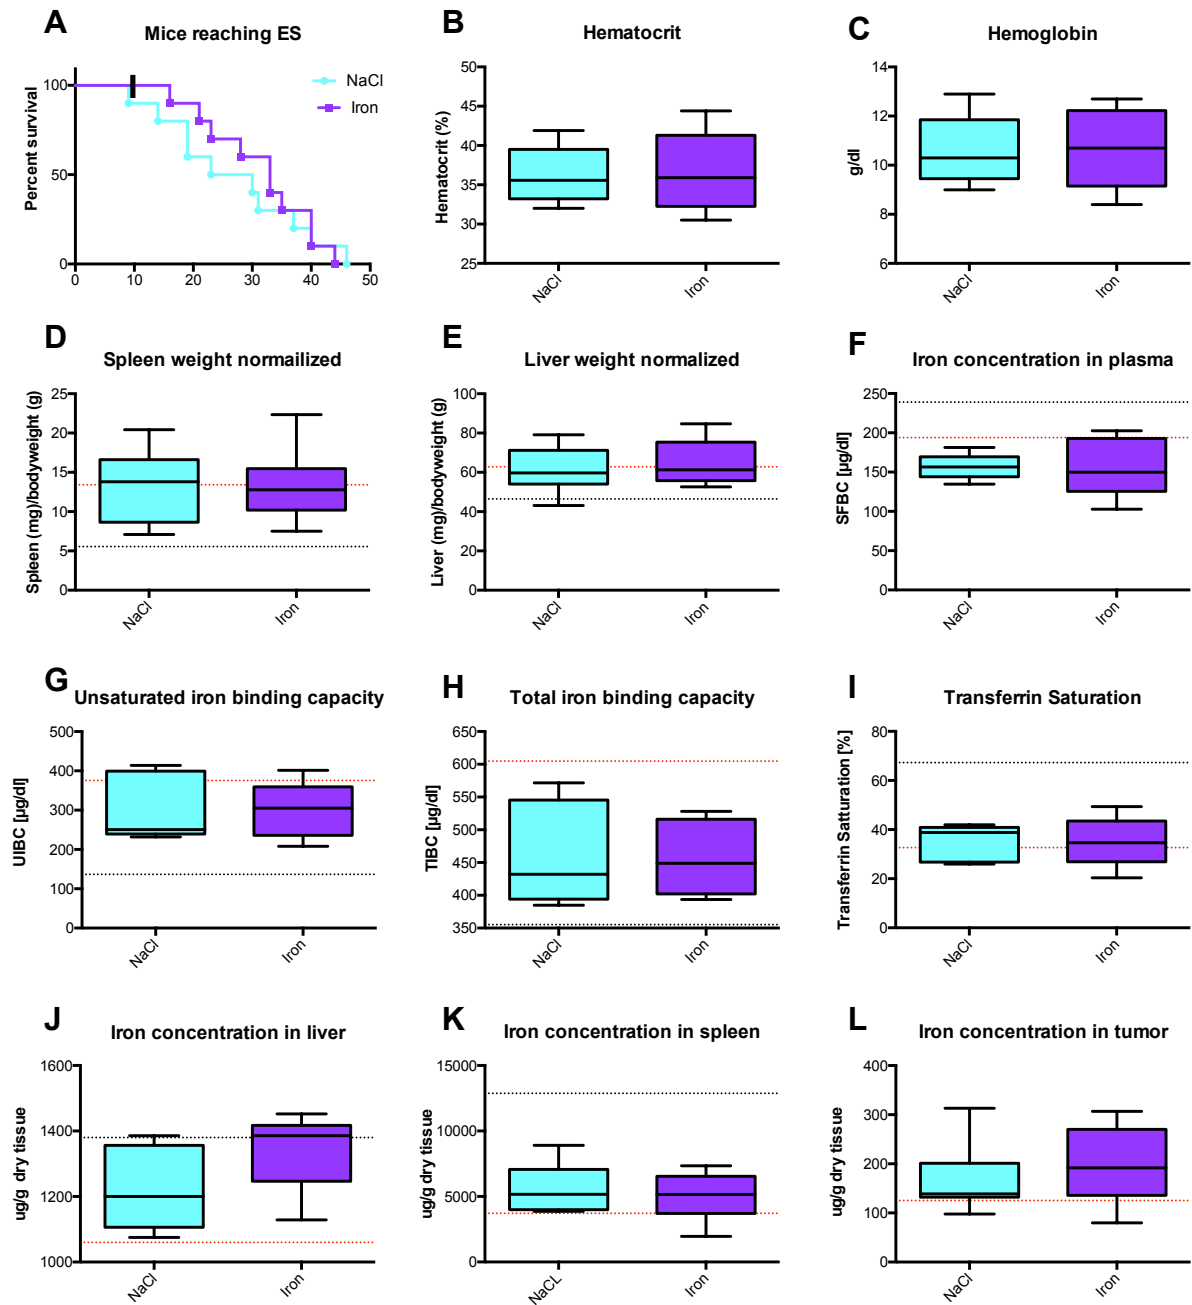 A
Mice reaching ES
Percent survival
100
50
0
0 10 20 30 40 50
NaCl
Iron
B
Hematocrit
Hematocrit (%)
50
45
40
35
30
25
NaCl
Iron
C
Hemoglobin
g/dl
14
12
10
8
6
NaCl
Iron
D
Spleen weight normailized
Spleen (mg)/bodyweight (g)
25
20
15
10
5
0
NaCl
Iron
E
Liver weight normalized
Liver (mg)/bodyweight (g)
100
80
60
40
20
0
NaCl
Iron
F
Iron concentration in plasma
SFBC [µg/dl]
250
200
150
100
50
0
NaCl
Iron
G
Unsaturated iron binding capacity
UIBC [µg/dl]
500
400
300
200
100
0
NaCl
Iron
H
Total iron binding capacity
TIBC [µg/dl]
650
600
550
500
450
400
350
NaCl
Iron
I
Transferrin Saturation
Transferrin Satturation [%]
80
60
40
20
0
NaCl
Iron
J
Iron concentration in liver
ug/g dry tissue
1600
1400
1200
1000
NaCl
Iron
K
Iron concentration in spleen
ug/g dry tissue
15000
10000
5000
0
NaCL
Iron
L
Iron concentration in tumor
ug/g dry tissue
400
300
200
100
0
NaCl
Iron